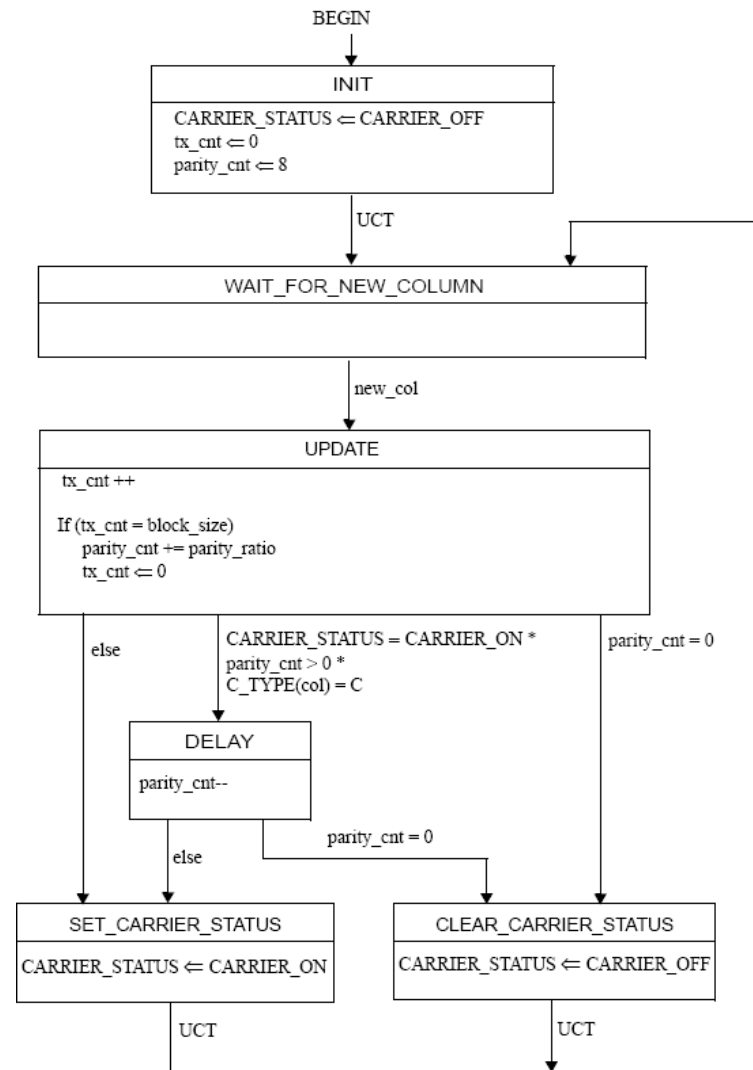 BEGIN
INIT
CARRIER_STATUS ⇐ CARRIER_OFF
tx_cnt ⇐ 0
parity_cnt ⇐ 8
UCT
WAIT_FOR_NEW_COLUMN
new_col
UPDATE
tx_cnt ++
If (tx_cnt = block_size)
parity_cnt += parity_ratio
tx_cnt ⇐ 0
else
CARRIER_STATUS = CARRIER_ON *
parity_cnt > 0 *
C_TYPE(col) = C
parity_cnt = 0
DELAY
parity_cnt--
else
parity_cnt = 0
SET_CARRIER_STATUS
CARRIER_STATUS ⇐ CARRIER_ON
UCT
CLEAR_CARRIER_STATUS
CARRIER_STATUS ⇐ CARRIER_OFF
UCT